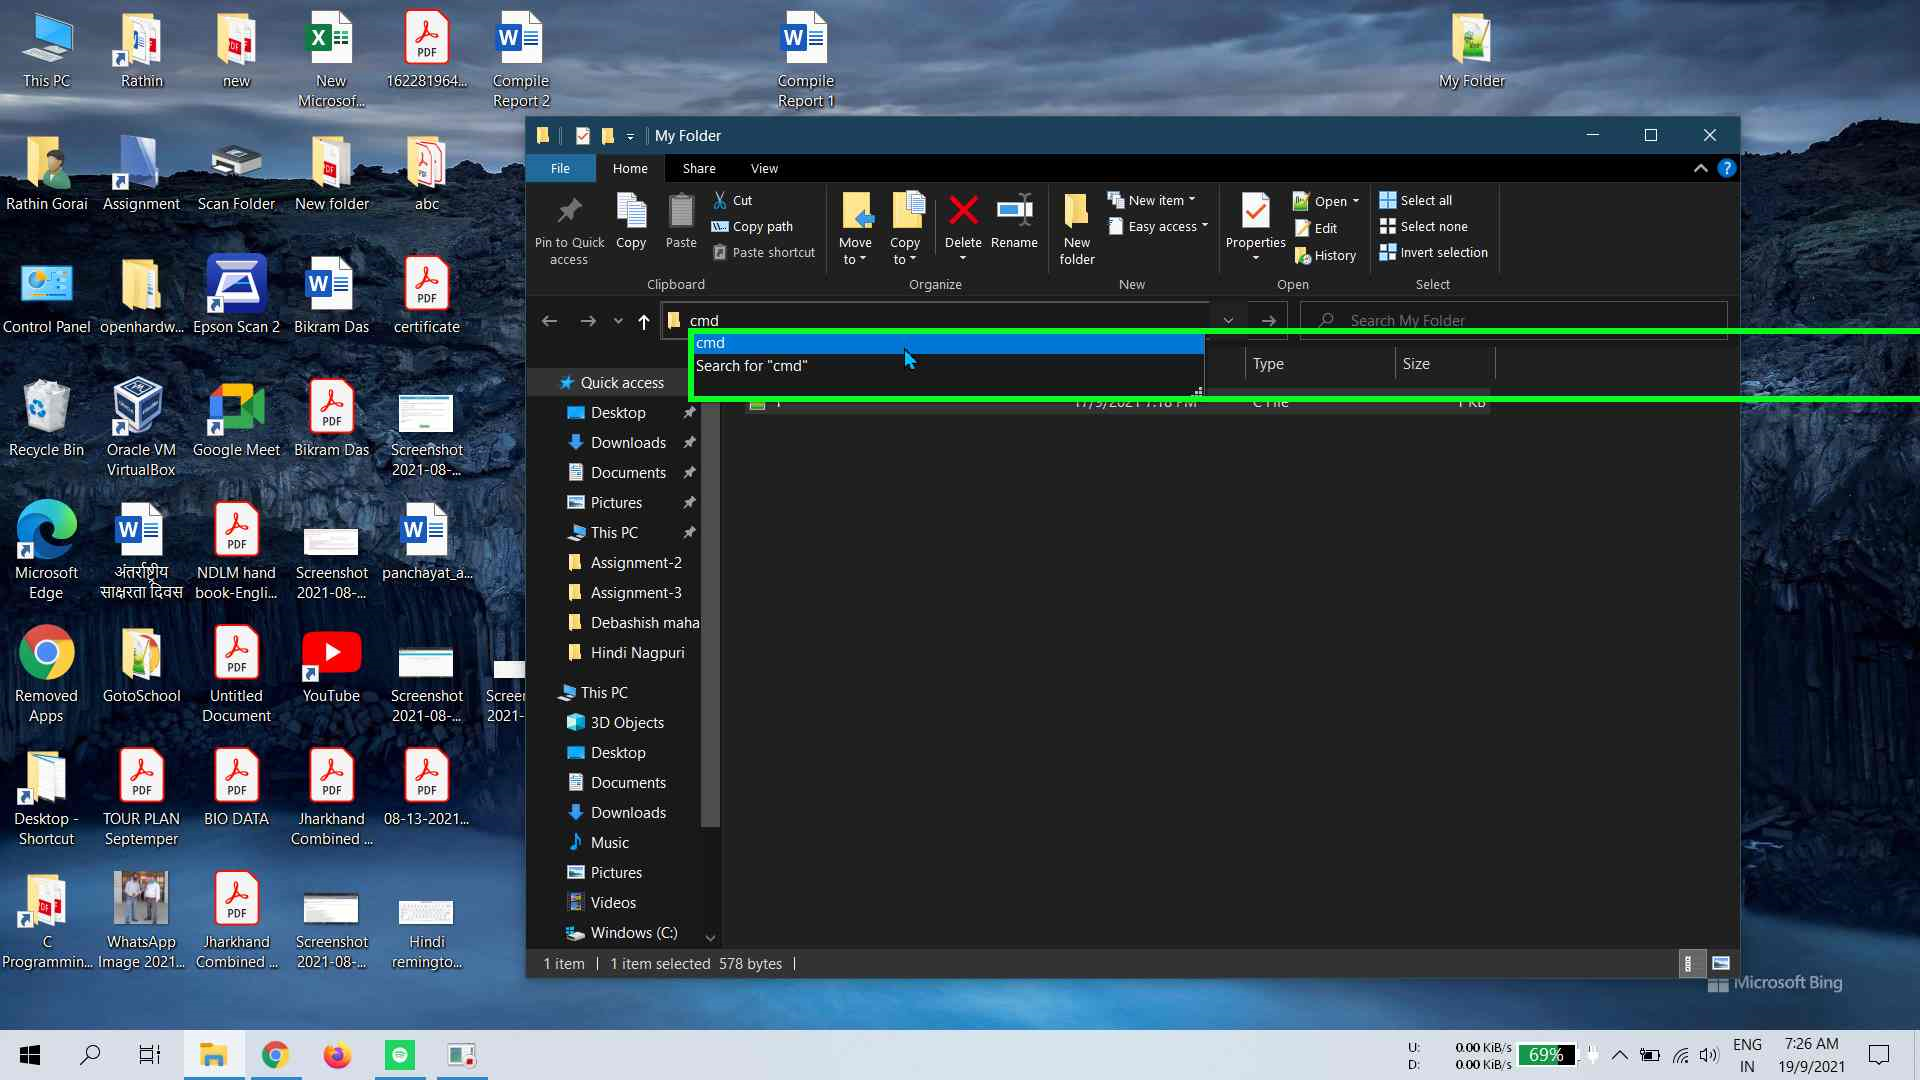 This PC
Rathin
new
New
Microsof...
162281964...
Compile
Report 2
Compile
Report 1
My Folder
Rathin Gorai
Assignment
Scan Folder
New folder
abc
Control Panel
openhardw...
Epson Scan 2
Bikram Das
certificate
Recycle Bin
Oracle VM
VirtualBox
Google Meet
Bikram Das
Screenshot
2021-08-...
Microsoft
Edge
अंतर्राष्ट्रीय
साक्षरता दिवस
NDLM hand
book-Engli...
Screenshot
2021-08-...
panchayat_a...
Removed
Apps
GotoSchool
Untitled
Document
YouTube
Screenshot
2021-08-...
Screer
2021-
Desktop -
Shortcut
TOUR PLAN
Septemper
BIO DATA
Jharkhand
Combined ...
08-13-2021...
C
Programmin...
WhatsApp
Image 2021...
Jharkhand
Combined ...
Screenshot
2021-08-...
Hindi
remingto...
My Folder
File
Home
Share
View
Pin to Quick
access
Copy
Paste
Cut
Copy path
Paste shortcut
Clipboard
Move
to
Copy
to
Delete
Rename
Organize
New
folder
New item
Easy access
New
Properties
Open
Edit
History
Open
Select all
Select none
Invert selection
Select
cmd
Search My Folder
cmd
Search for "cmd"
Type
Size
17/9/2021 7:18 PM
C File
1 KB
Quick access
Desktop
Downloads
Documents
Pictures
This PC
Assignment-2
Assignment-3
Debashish maha
Hindi Nagpuri
This PC
3D Objects
Desktop
Documents
Downloads
Music
Pictures
Videos
Windows (C:)
1 item
1 item selected 578 bytes
Microsoft Bing
U: 0.00 KiB/s
D: 0.00 KiB/s
69%
ENG
IN
7:26 AM
19/9/2021